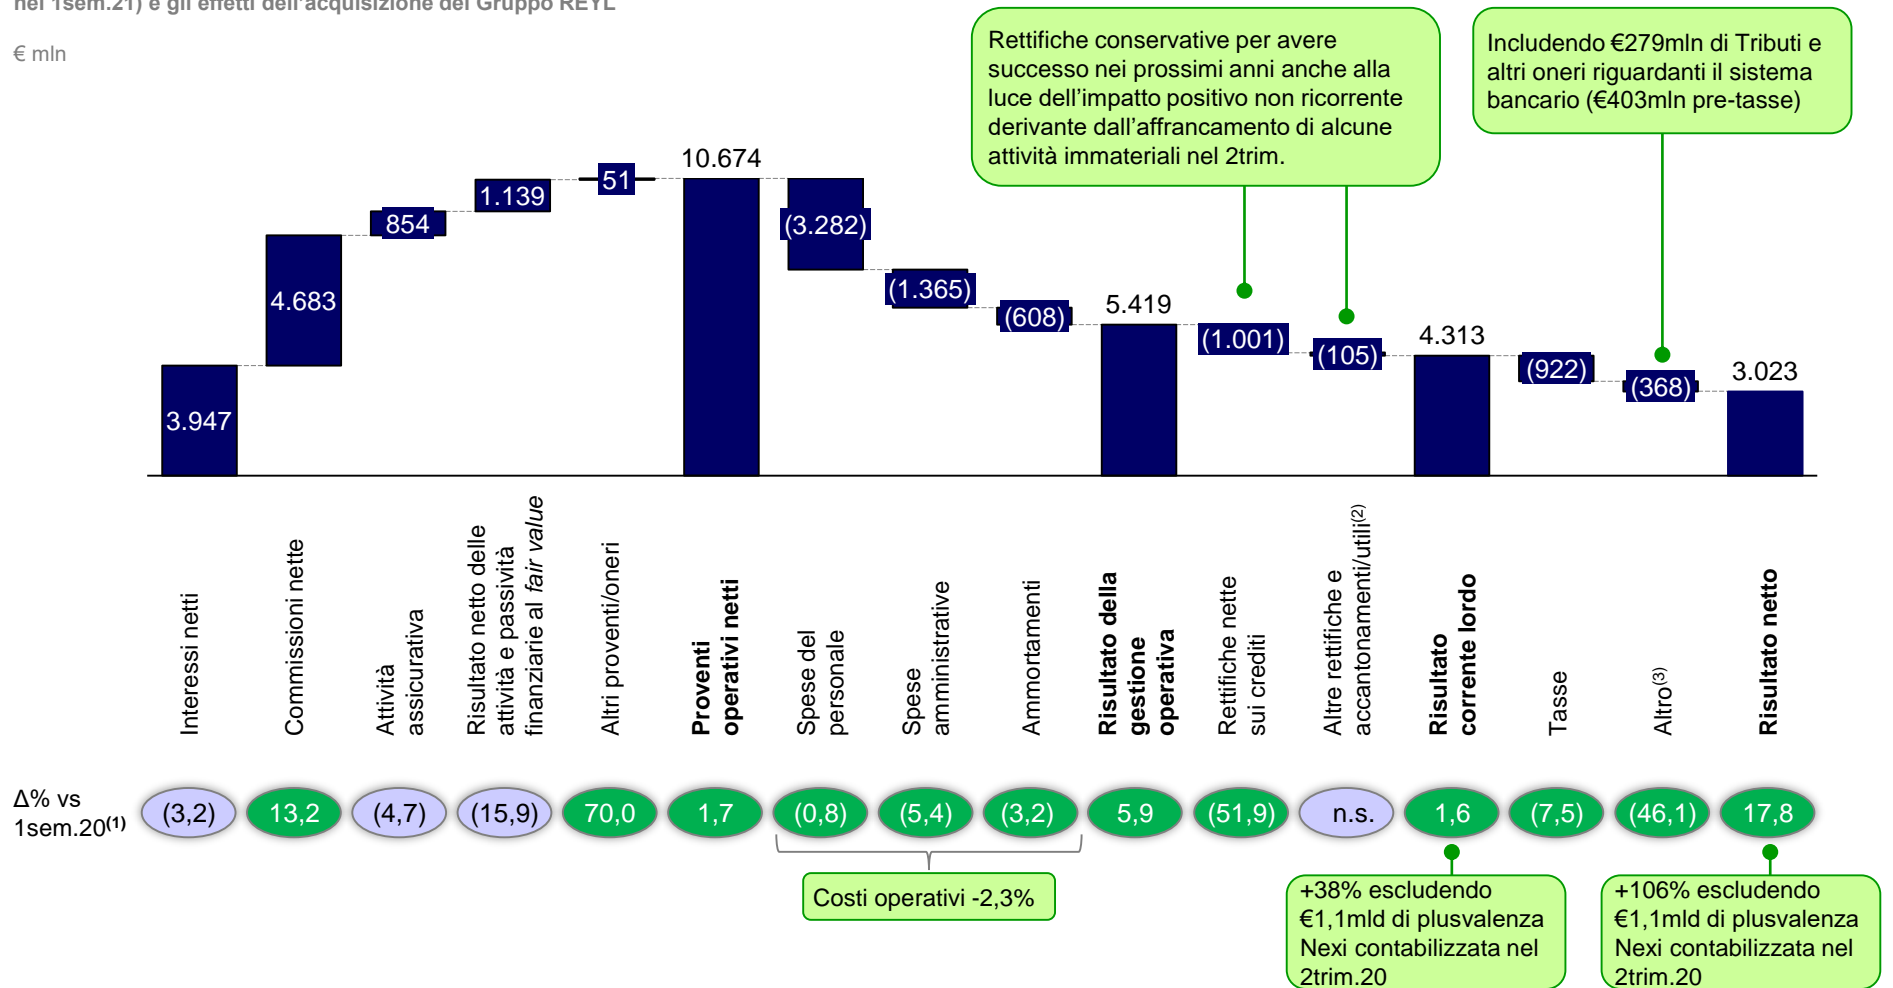 nel 1sem.21) e gli effetti dell'acquisizione del Gruppo REYL
€ mln
Rettifiche conservative per avere
successo nei prossimi anni anche alla
luce dell'impatto positivo non ricorrente
derivante dall'affrancamento di alcune
attività immateriali nel 2trim.
Includendo €279mln di Tributi e
altri oneri riguardanti il sistema
bancario (€403mln pre-tasse)
3.947
4.683
854
1.139
51
10.674
(3.282)
(1.365)
(608)
5.419
(1.001)
(105)
4.313
(922)
(368)
3.023
Interessi netti
Commissioni nette
Attività
assicurativa
Risultato netto delle
attività e passività
finanziarie al fair value
Altri proventi/oneri
Proventi
operativi netti
Spese del
personale
Spese
amministrative
Ammortamenti
Risultato della
gestione
operativa
Rettifiche nette
sui crediti
Altre rettifiche e
accantonamenti/utili(2)
Risultato
corrente lordo
Tasse
Altro(3)
Risultato netto
Δ% vs
1sem.20(1)
(3,2)
13,2
(4,7)
(15,9)
70,0
1,7
(0,8)
(5,4)
(3,2)
5,9
(51,9)
n.s.
1,6
(7,5)
(46,1)
17,8
Costi operativi -2,3%
+38% escludendo
€1,1mld di plusvalenza
Nexi contabilizzata nel
2trim.20
+106% escludendo
€1,1mld di plusvalenza
Nexi contabilizzata nel
2trim.20